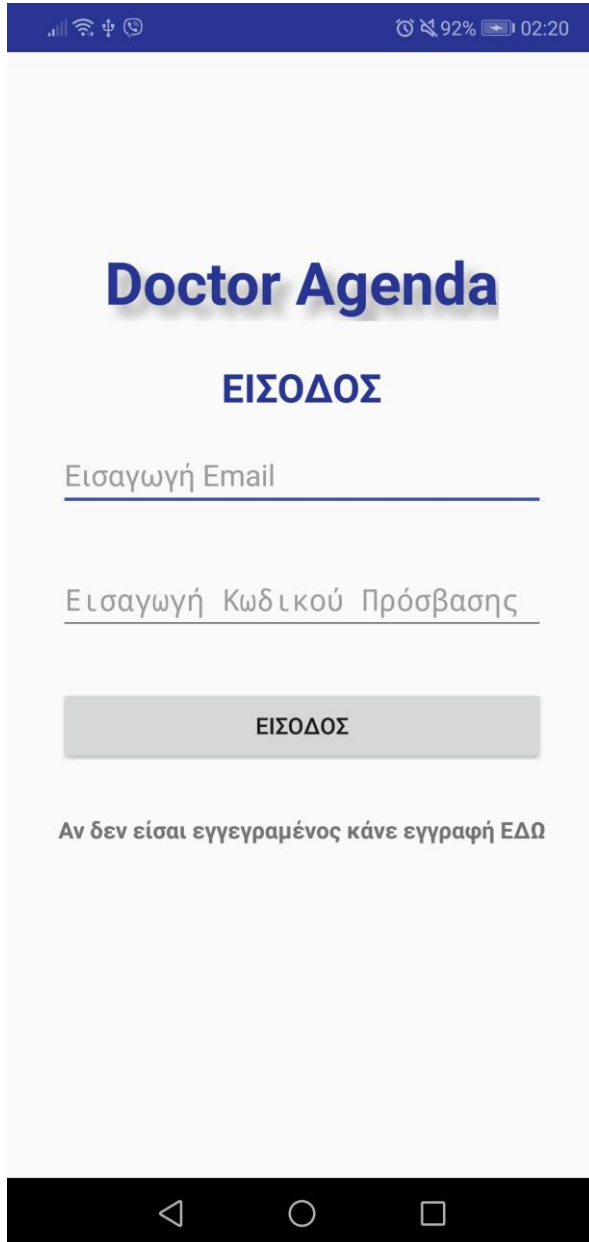 92% 02:20
Doctor Agenda
ΕΙΣΟΔΟΣ
Εισαγωγή Email
Εισαγωγή Κωδικού Πρόσβασης
ΕΙΣΟΔΟΣ
Αν δεν είσαι εγγεγραμένος κάνε εγγραφή ΕΔΩ